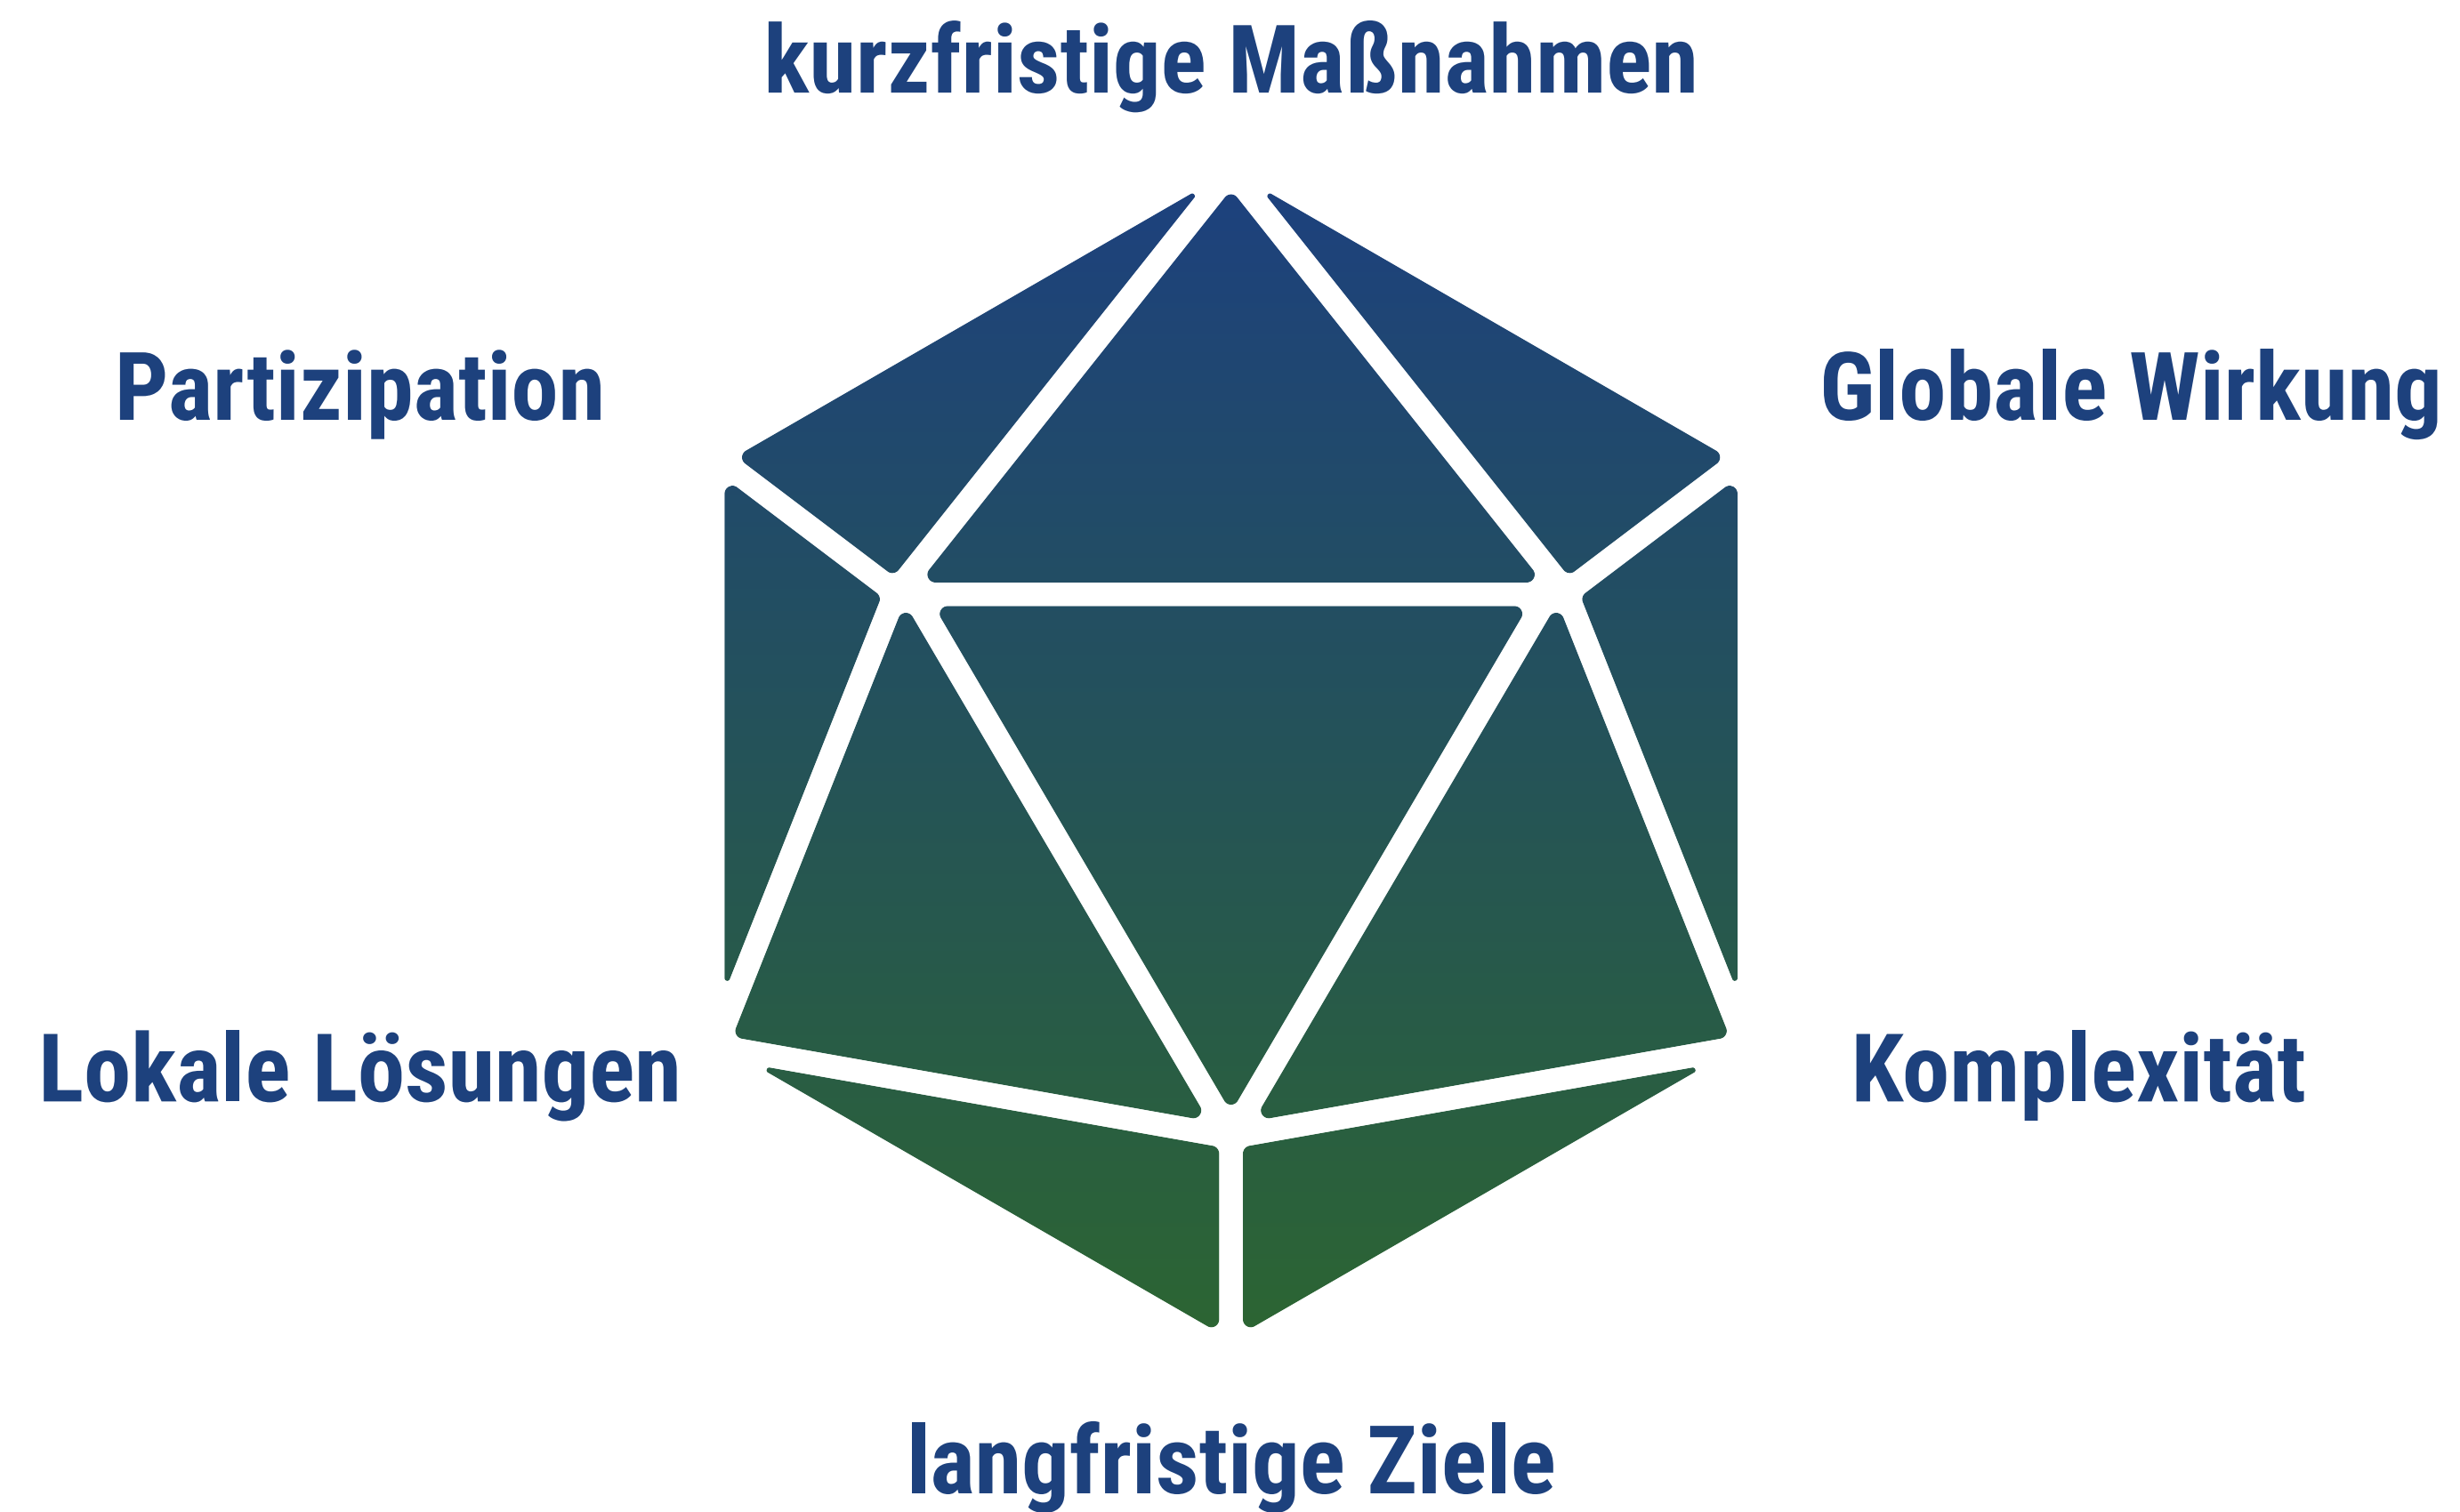 kurzfristige Maßnahmen
Partizipation
Globale Wirkung
Lokale Lösungen
Komplexität
langfristige Ziele